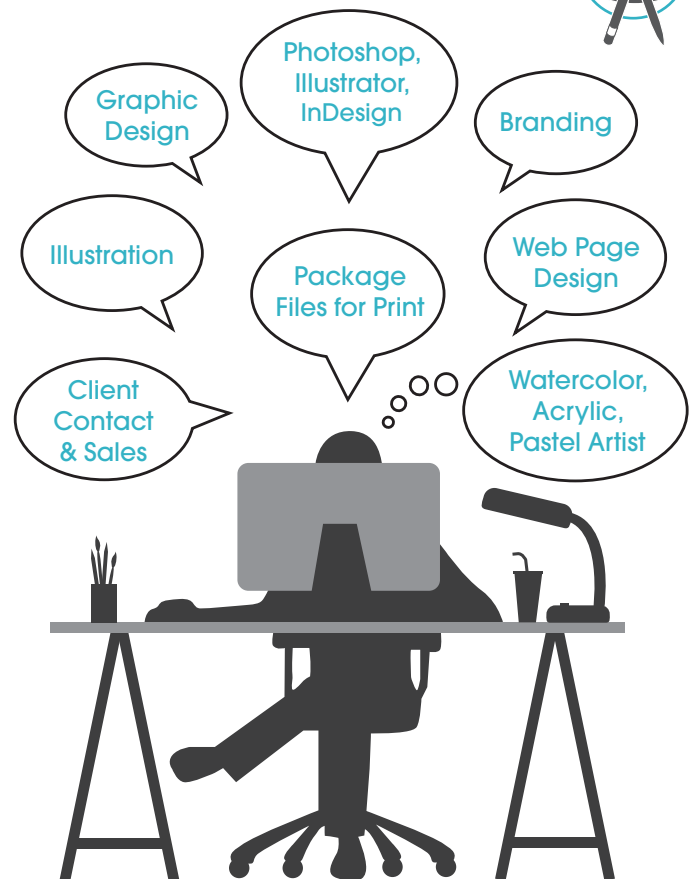 Photoshop,
Illustrator,
InDesign
Graphic
Design
Branding
Illustration
Package
Files for Print
Web Page
Design
Client
Contact
& Sales
Watercolor,
Acrylic,
Pastel Artist